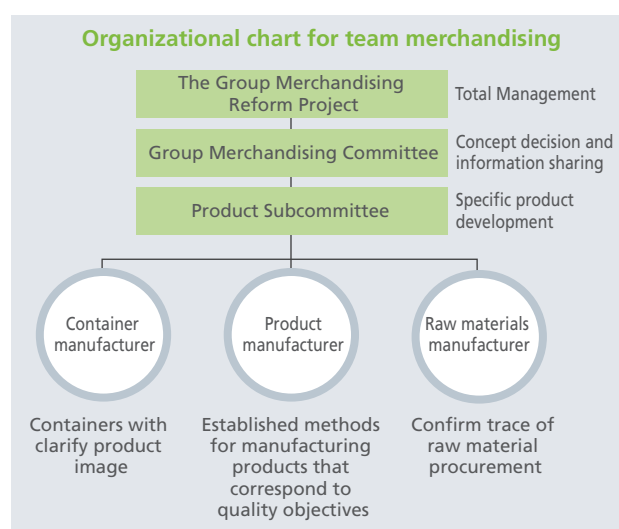 Organizational chart for team merchandising
The Group Merchandising
Reform Project
Total Management
Group Merchandising Committee
Concept decision and
information sharing
Product Subcommittee
Specific product
development
Container
manufacturer
Product
manufacturer
Raw materials
manufacturer
Containers with
clarify product
image
Established methods
for manufacturing
products that
correspond to
quality objectives
Confirm trace of
raw material
procurement